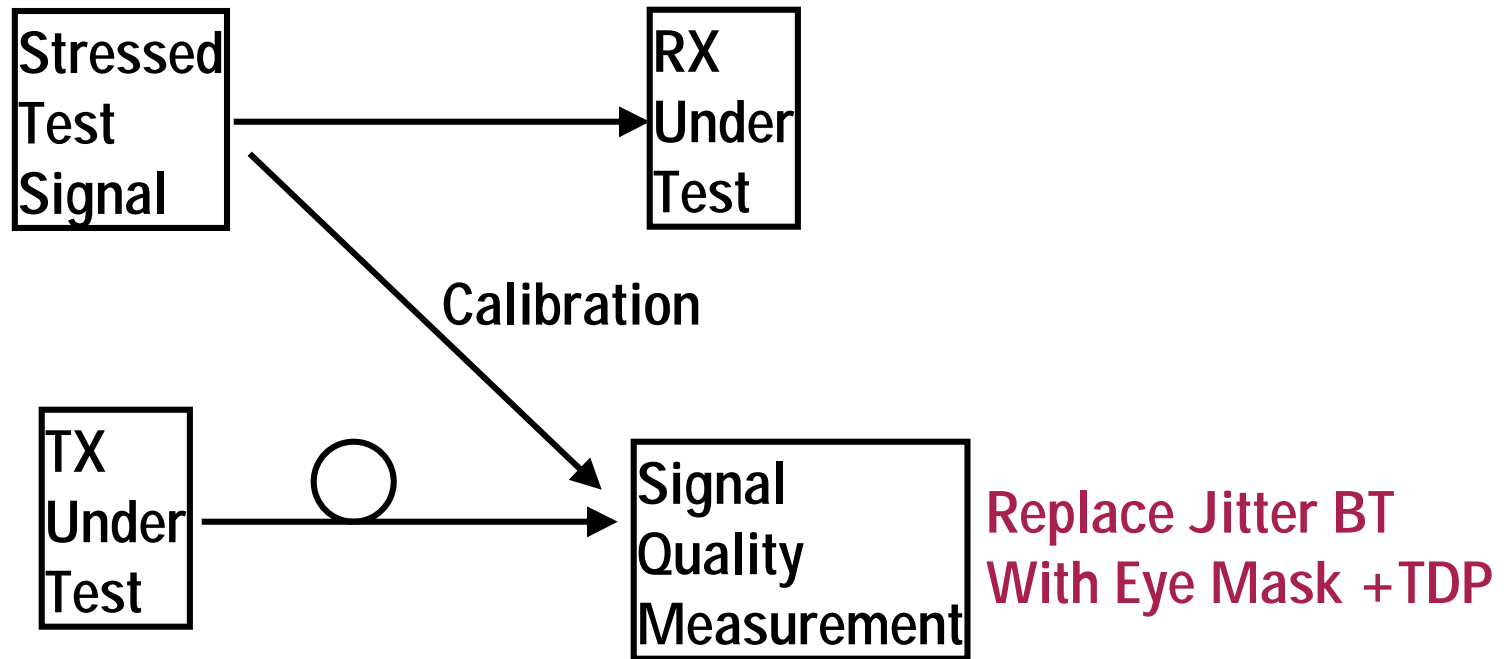 Stressed
Test
Signal
RX
Under
Test
Calibration
TX
Under
Test
Signal
Quality
Measurement
Replace Jitter BT
With Eye Mask +TDP